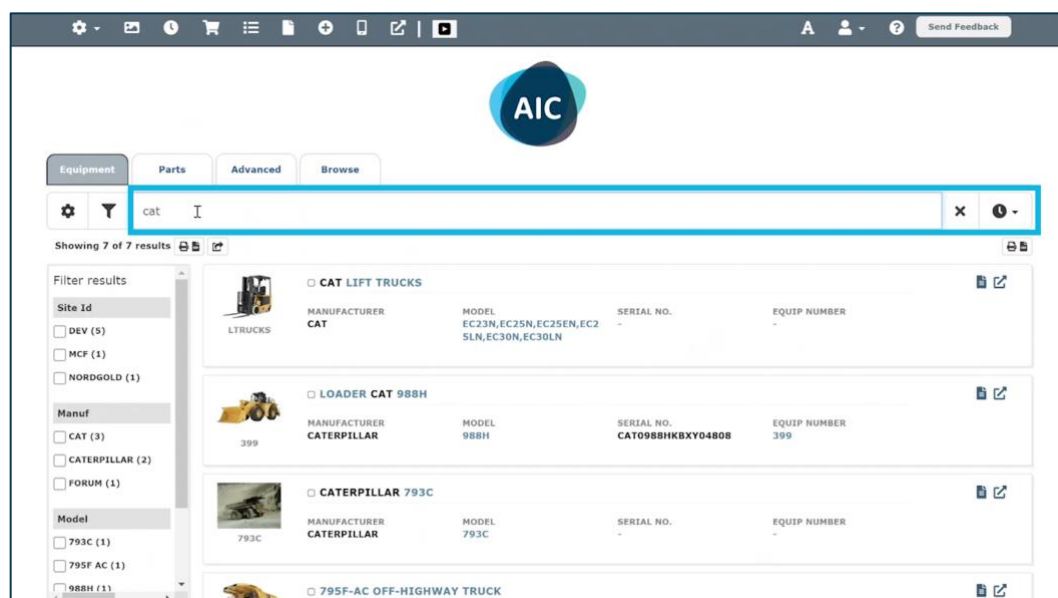 A
Send Feedback
AIC
Equipment Parts Advanced Browse
cat
Showing 7 of 7 results
Filter results
Site Id
DEV (5)
MCF (1)
NORDGOLD (1)
Manuf
CAT (3)
CATERPILLAR (2)
FORUM (1)
Model
793C (1)
795F AC (1)
988H (1)
LTRUCKS
CAT LIFT TRUCKS
MANUFACTURER MODEL SERIAL NO. EQUIP NUMBER
CAT EC23N,EC25N,EC25EN,EC2 - -
5LN,EC30N,EC30LN
399
LOADER CAT 988H
MANUFACTURER MODEL SERIAL NO. EQUIP NUMBER
CATERPILLAR 988H CAT0988HKBXY04808 399
793C
CATERPILLAR 793C
MANUFACTURER MODEL SERIAL NO. EQUIP NUMBER
CATERPILLAR 793C - -
795F-AC OFF-HIGHWAY TRUCK